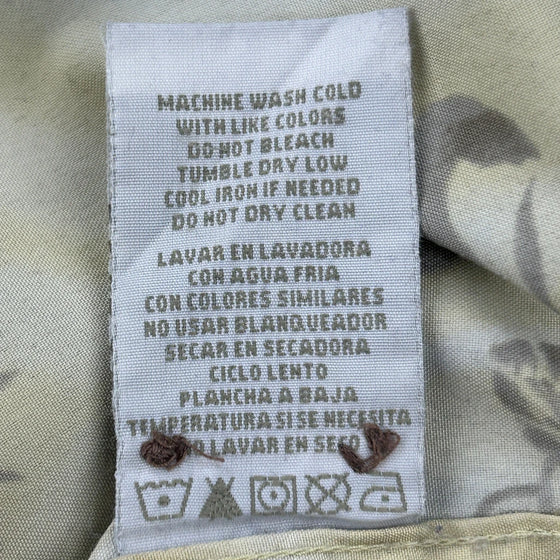 MACHINE WASH COLD
WITH LIKE COLORS
DO NOT BLEACH
TUMBLE DRY LOW
COOL IRON IF NEEDED
DO NOT DRY CLEAN
LAVAR EN LAVADORA
CON AGUA FRIA
CON COLORES SIMILARES
NO USAR BLANQUEADOR
SECAR EN SECADORA
CICLO LENTO
PLANCHA A BAJA
TEMPERATURA SI SE NECESITA
LAVAR EN SECO